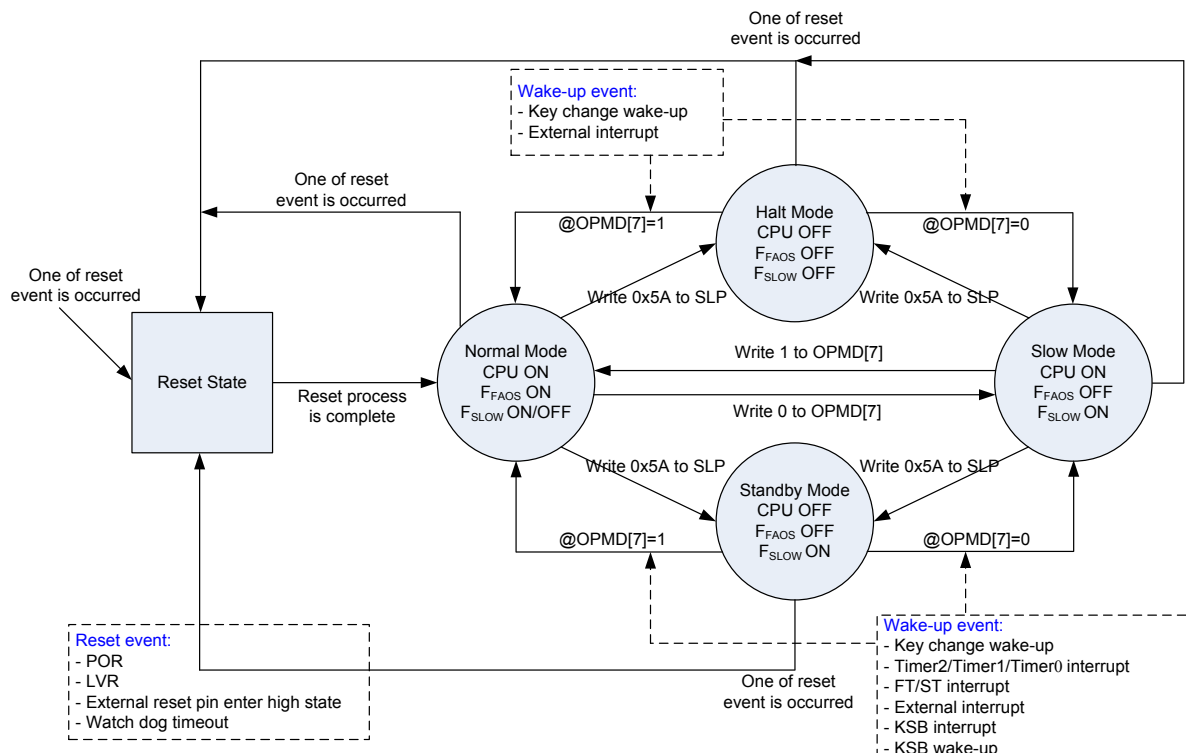 One of reset
event is occurred
Wake-up event:
- Key change wake-up
- External interrupt
One of reset
event is occurred
@OPMD[7]=1
Halt Mode
CPU OFF
FFAOS OFF
FSLOW OFF
@OPMD[7]=0
One of reset
event is occurred
Write 0x5A to SLP
Write 0x5A to SLP
Reset State
Reset process
is complete
Normal Mode
CPU ON
FFAOS ON
FSLOW ON/OFF
Write 1 to OPMD[7]
Write 0 to OPMD[7]
Slow Mode
CPU ON
FFAOS OFF
FSLOW ON
Write 0x5A to SLP
Write 0x5A to SLP
Standby Mode
CPU OFF
FFAOS OFF
FSLOW ON
@OPMD[7]=1
@OPMD[7]=0
Reset event:
- POR
- LVR
- External reset pin enter high state
- Watch dog timeout
One of reset
event is occurred
Wake-up event:
- Key change wake-up
- Timer2/Timer1/Timer0 interrupt
- FT/ST interrupt
- External interrupt
- KSB interrupt
- KSB wake-up